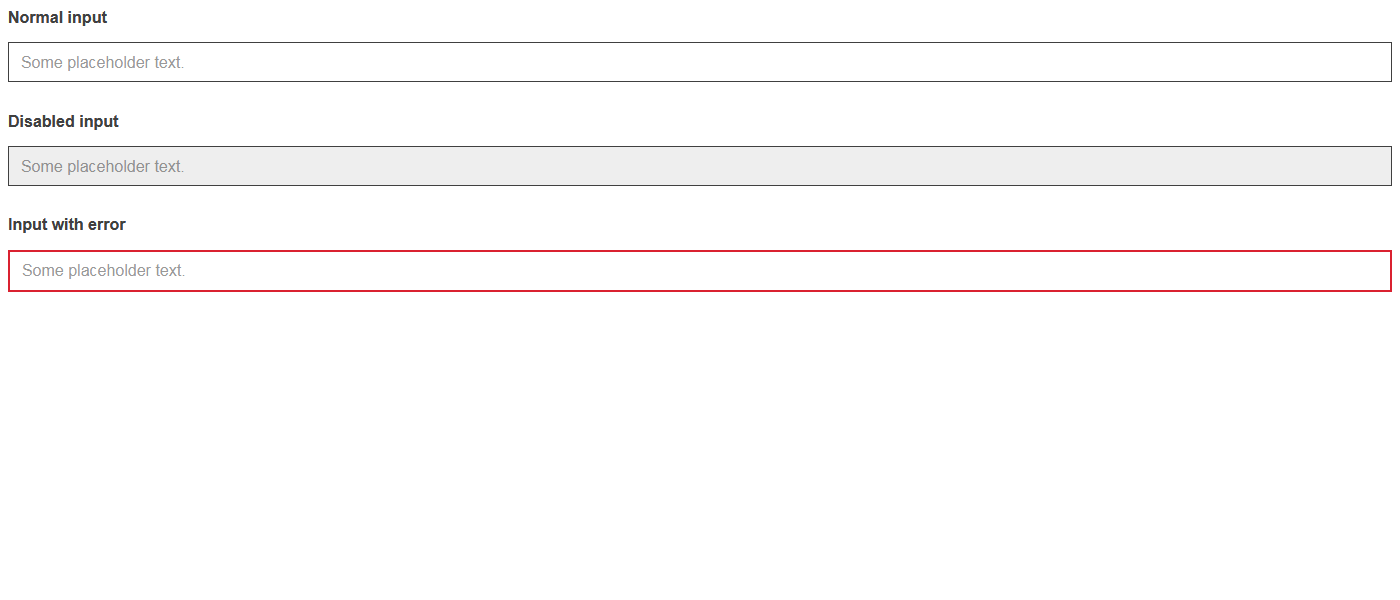 Normal input
Some placeholder text.
Disabled input
Some placeholder text.
Input with error
Some placeholder text.